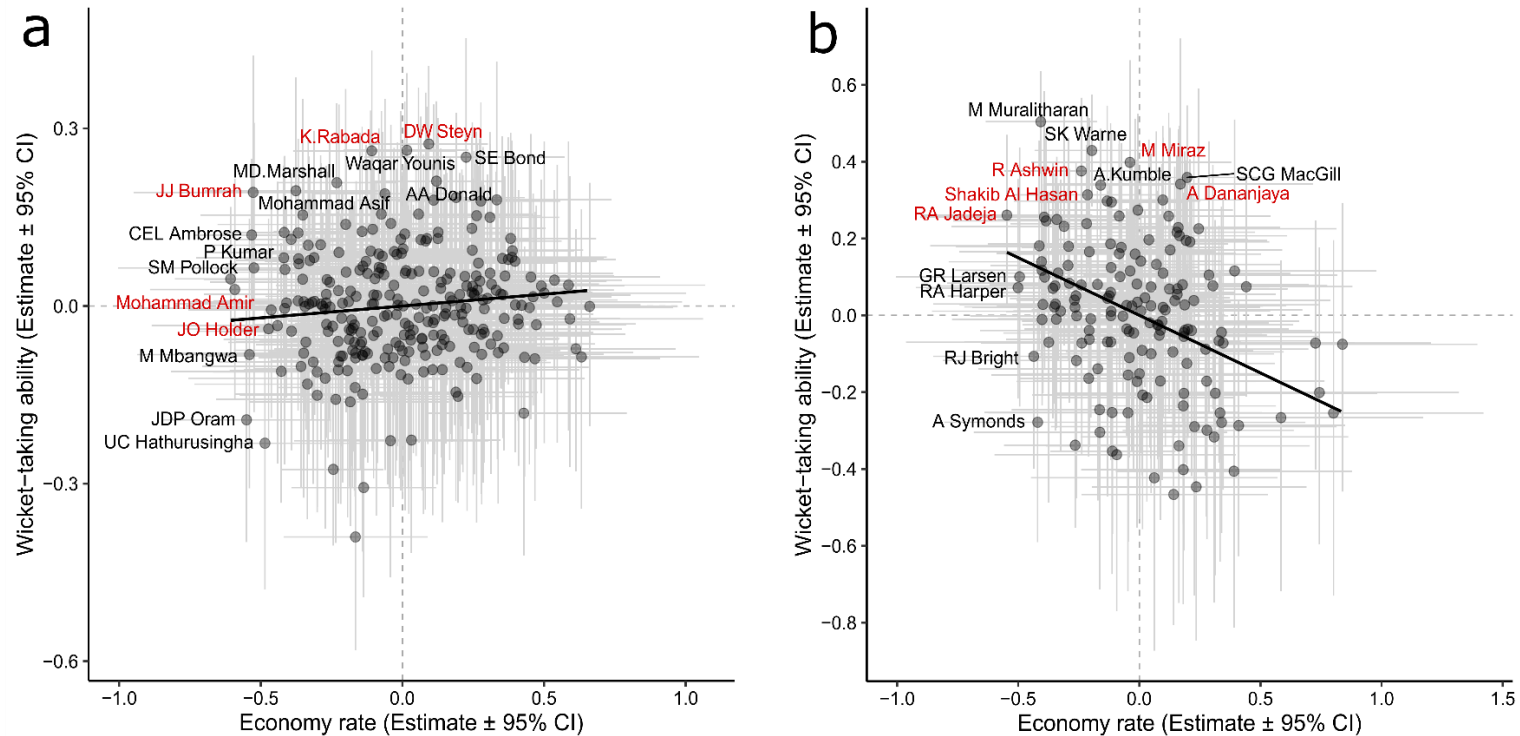 a
Wicket−taking ability (Estimate ± 95% CI)
0.3
0.0
−0.3
−0.6
K.Rabada
DW Steyn
Waqar Younis
SE Bond
MD.Marshall
JJ Bumrah
Mohammad Asif
AA Donald
CEL Ambrose
P Kumar
SM Pollock
Mohammad Amir
JO Holder
M Mbangwa
JDP Oram
UC Hathurusingha
−1.0
−0.5
0.0
0.5
1.0
Economy rate (Estimate ± 95% CI)
b
Wicket−taking ability (Estimate ± 95% CI)
0.6
0.4
0.2
0.0
−0.2
−0.4
−0.6
−0.8
M Muralitharan
SK Warne
M Miraz
R Ashwin
A.Kumble
SCG MacGill
Shakib Al Hasan
A Dananjaya
RA Jadeja
GR Larsen
RA Harper
RJ Bright
A Symonds
−1.0
−0.5
0.0
0.5
1.0
1.5
Economy rate (Estimate ± 95% CI)